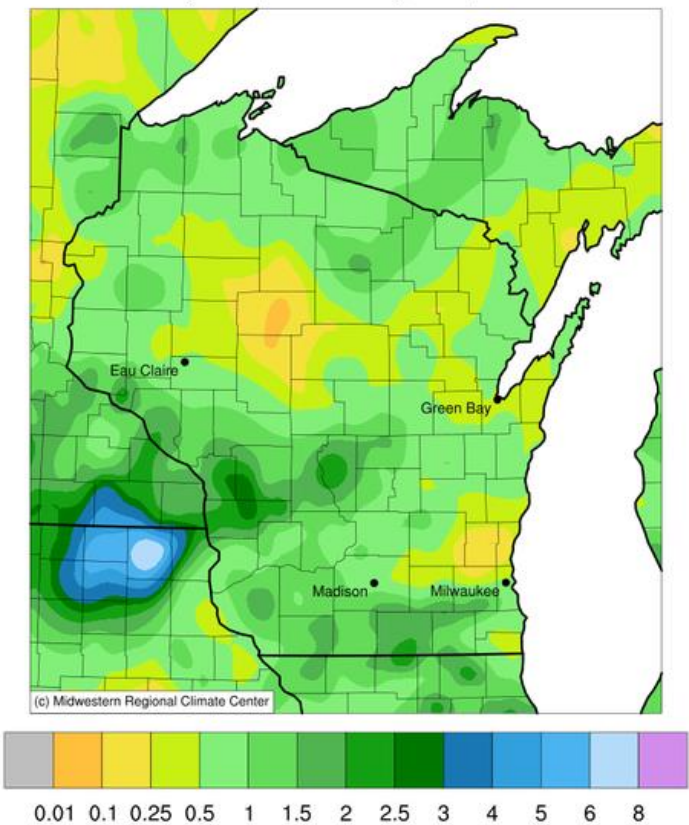 Eau Claire
Green Bay
Madison
Milwaukee
(c) Midwestern Regional Climate Center
0.01 0.1 0.25 0.5 1 1.5 2 2.5 3 4 5 6 8